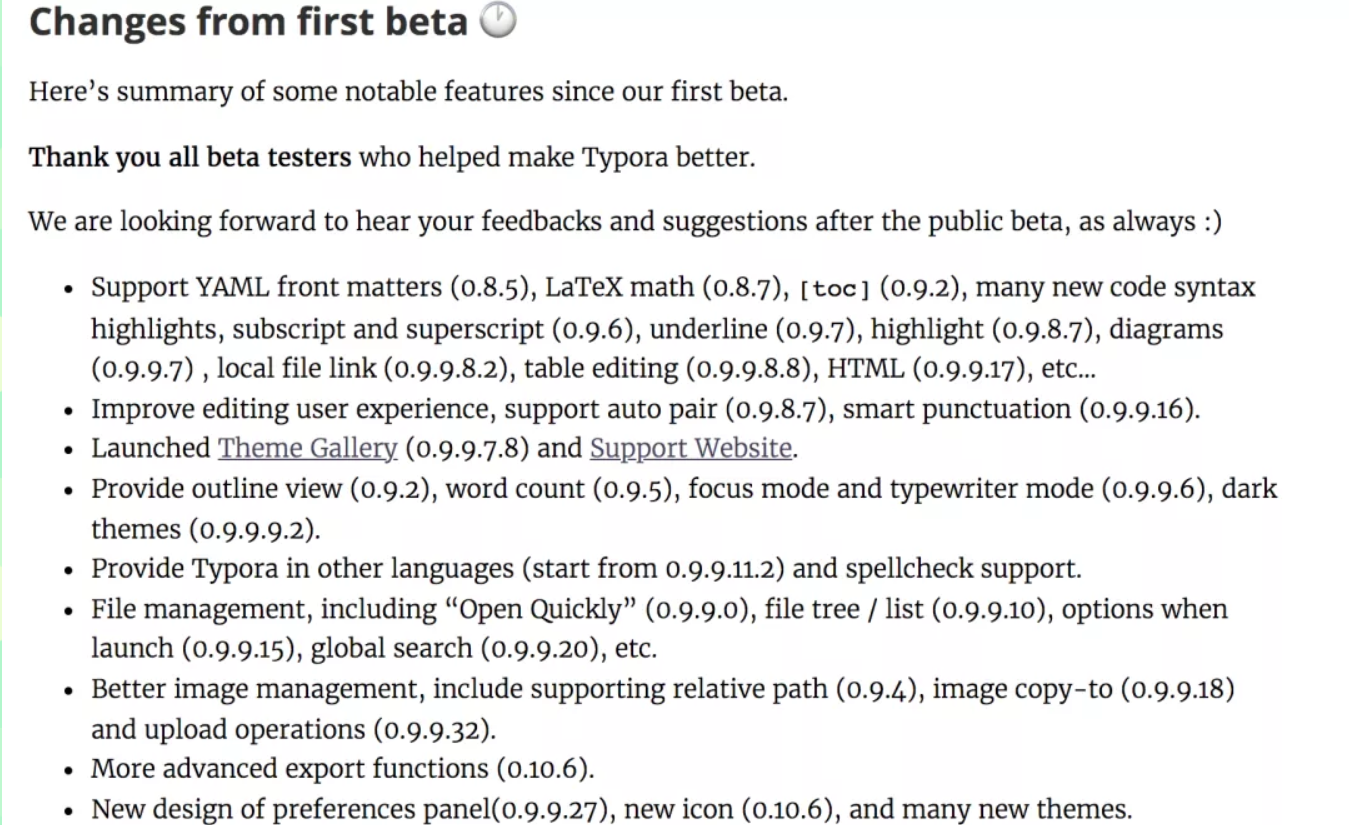 Changes from first beta 🕐
Here’s summary of some notable features since our first beta.
Thank you all beta testers who helped make Typora better.
We are looking forward to hear your feedbacks and suggestions after the public beta, as always :)
• Support YAML front matters (0.8.5), LaTeX math (0.8.7), [toc] (0.9.2), many new code syntax
highlights, subscript and superscript (0.9.6), underline (0.9.7), highlight (0.9.8.7), diagrams
(0.9.9.7) , local file link (0.9.9.8.2), table editing (0.9.9.8.8), HTML (0.9.9.17), etc…
• Improve editing user experience, support auto pair (0.9.8.7), smart punctuation (0.9.9.16).
• Launched Theme Gallery (0.9.9.7.8) and Support Website.
• Provide outline view (0.9.2), word count (0.9.5), focus mode and typewriter mode (0.9.9.6), dark
themes (0.9.9.9.2).
• Provide Typora in other languages (start from 0.9.9.11.2) and spellcheck support.
• File management, including “Open Quickly” (0.9.9.0), file tree / list (0.9.9.10), options when
launch (0.9.9.15), global search (0.9.9.20), etc.
• Better image management, include supporting relative path (0.9.4), image copy-to (0.9.9.18)
and upload operations (0.9.9.32).
• More advanced export functions (0.10.6).
• New design of preferences panel(0.9.9.27), new icon (0.10.6), and many new themes.